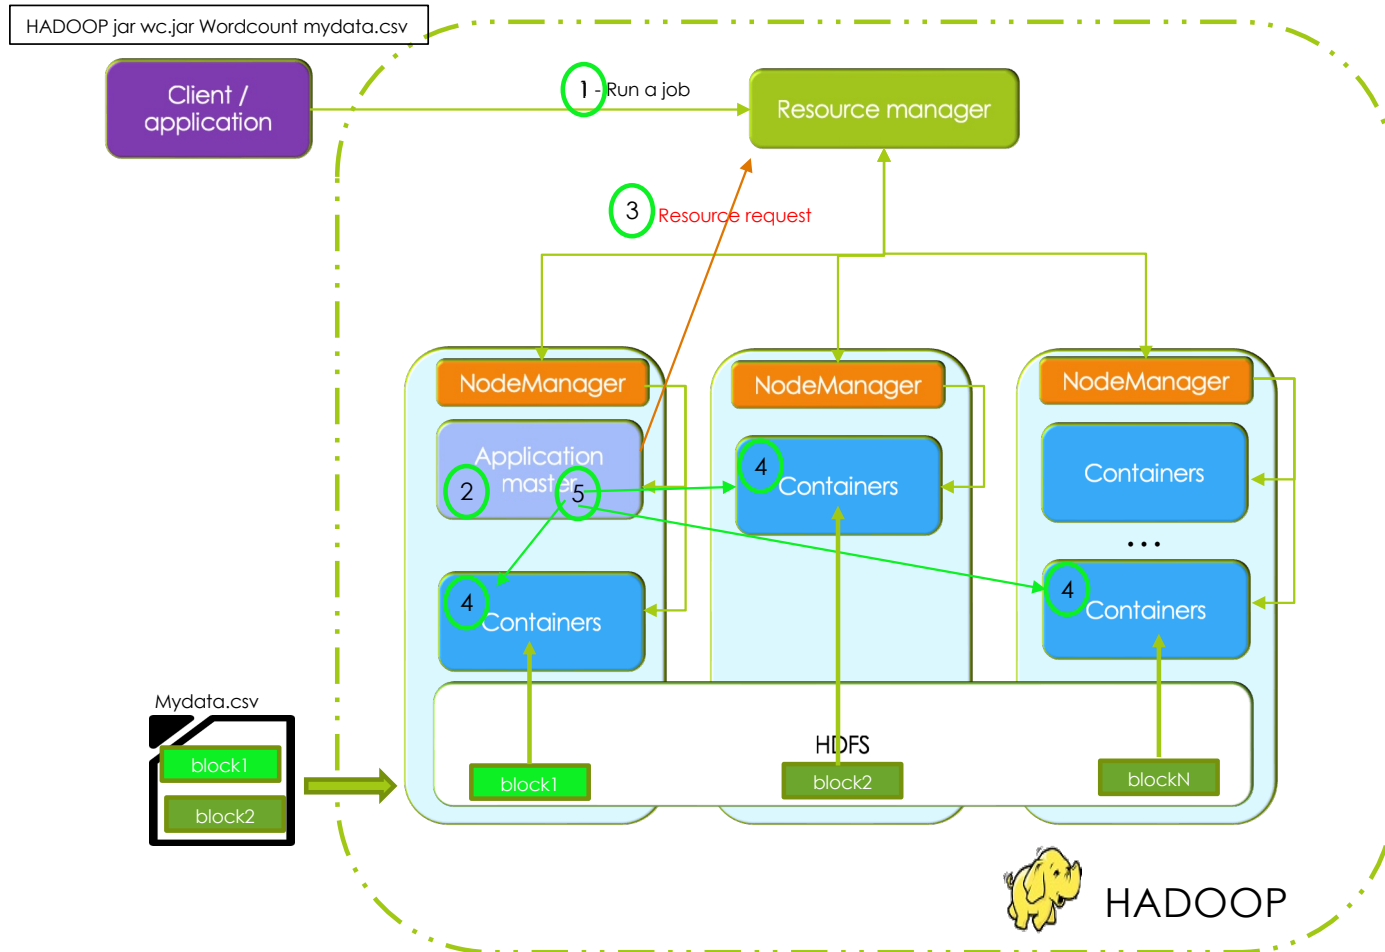 HADOOP jar wc.jar Wordcount mydata.csv
Client /
application
1 - Run a job
Resource manager
3 Resource request
NodeManager
NodeManager
NodeManager
Application
master
2
5
4
Containers
Containers
...
4
Containers
4
Containers
Mydata.csv
block1
block2
HDFS
block1
block2
blockN
HADOOP